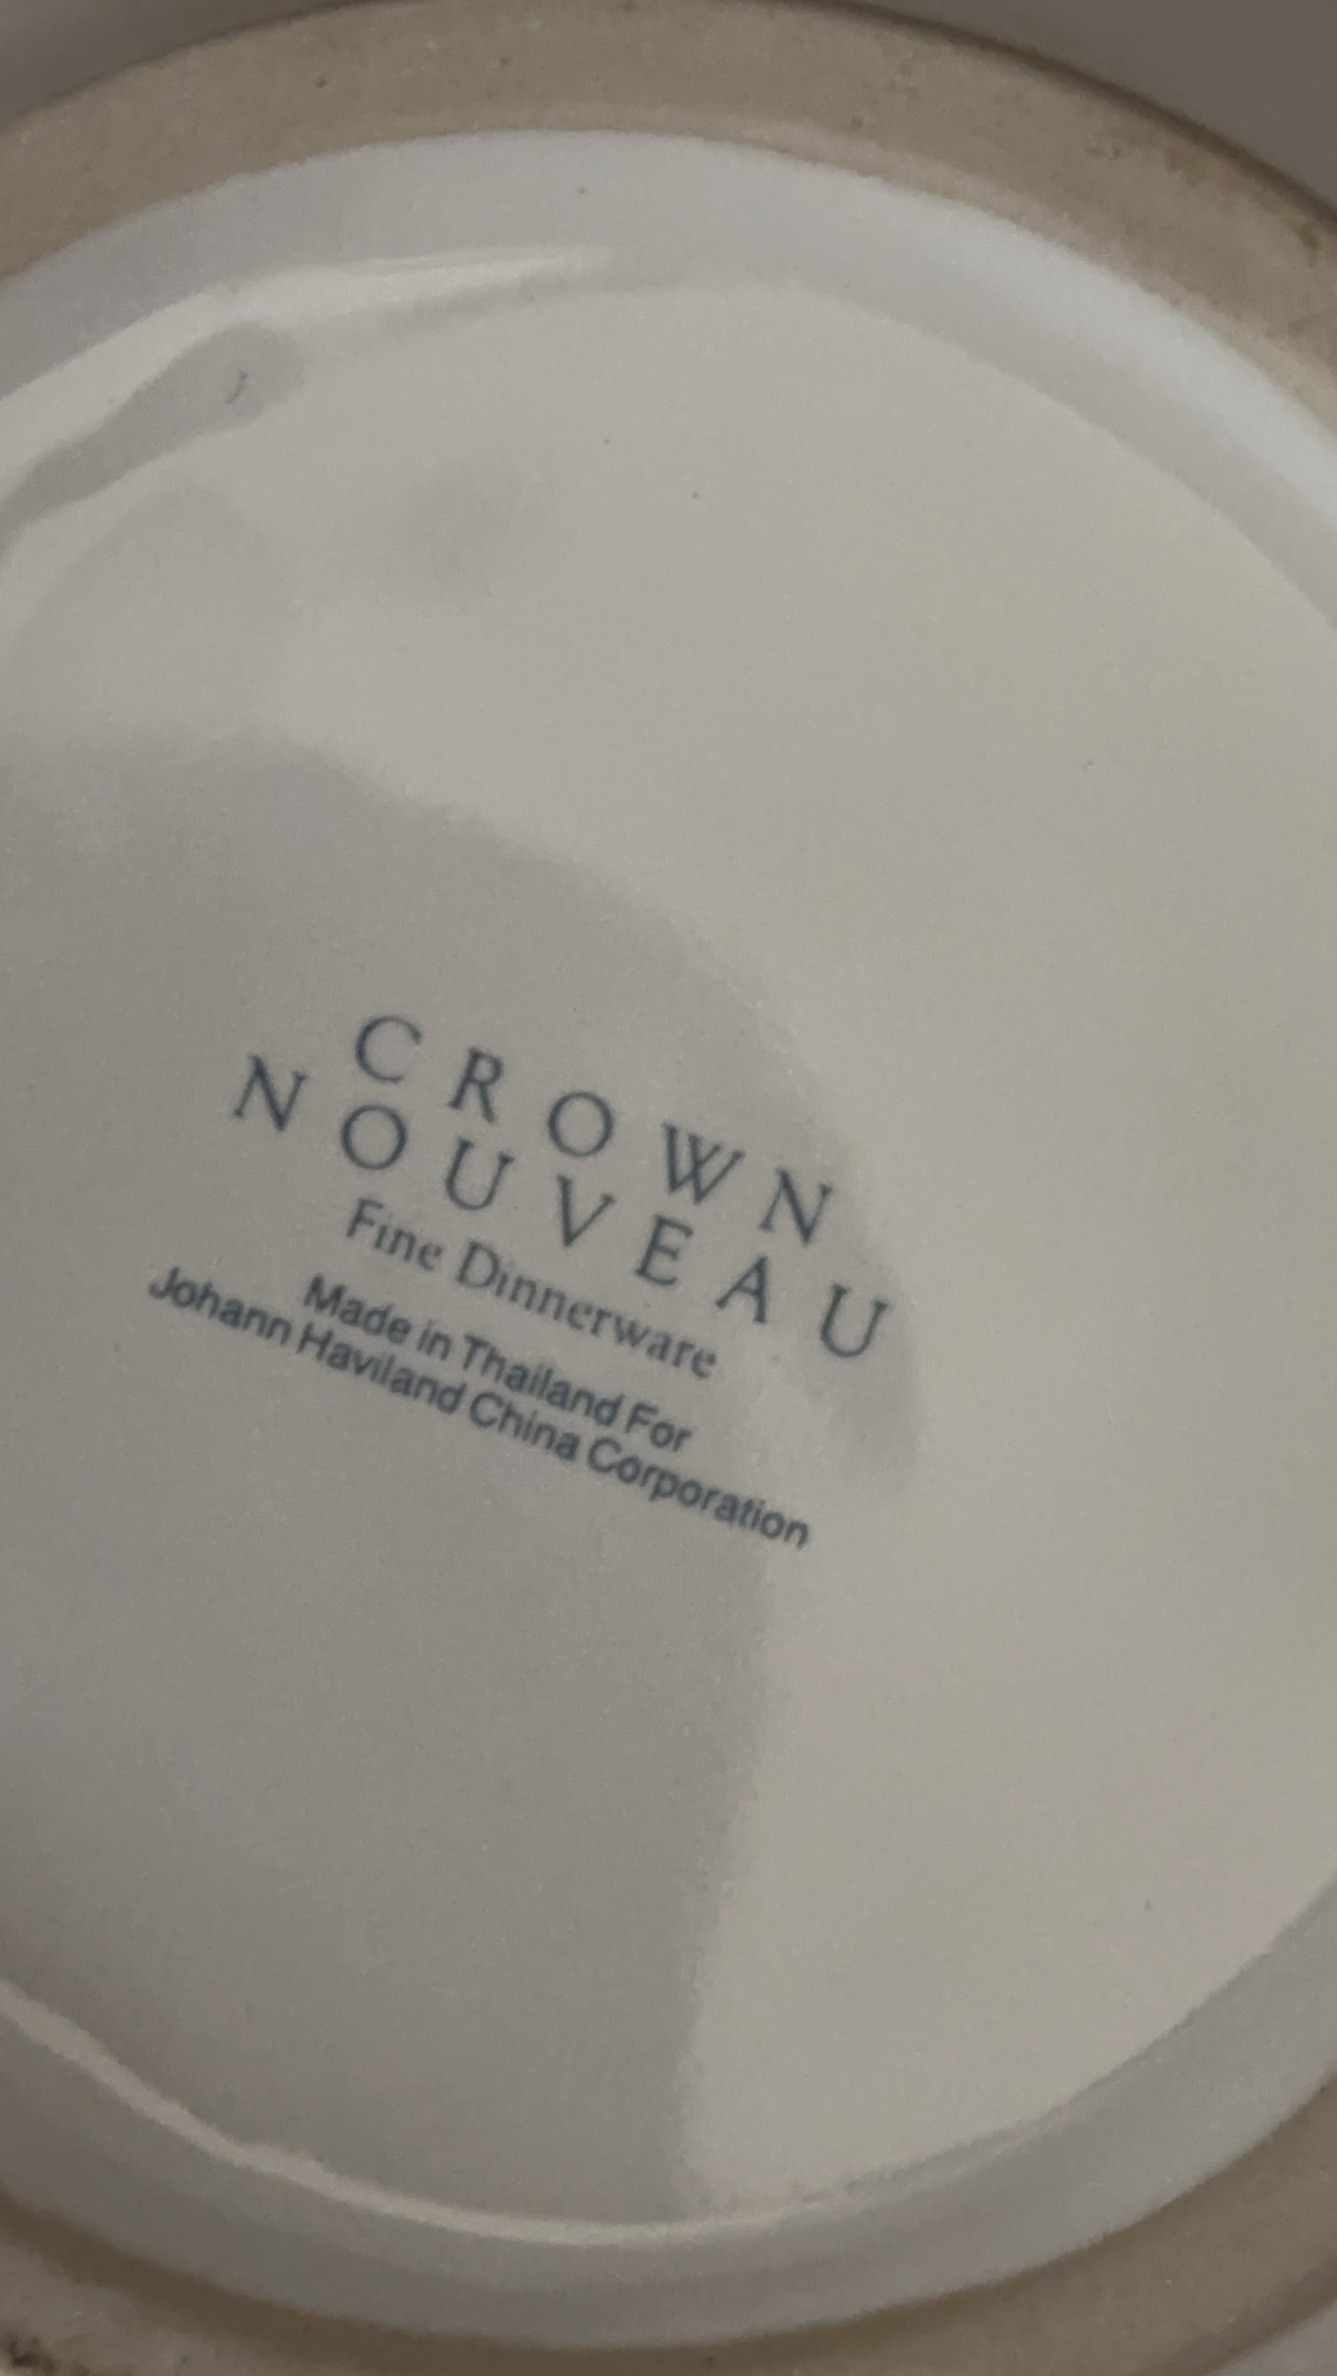 CROWN
NOUVEAU
Fine Dinnerware
Made in Thailand For
Johann Haviland China Corporation